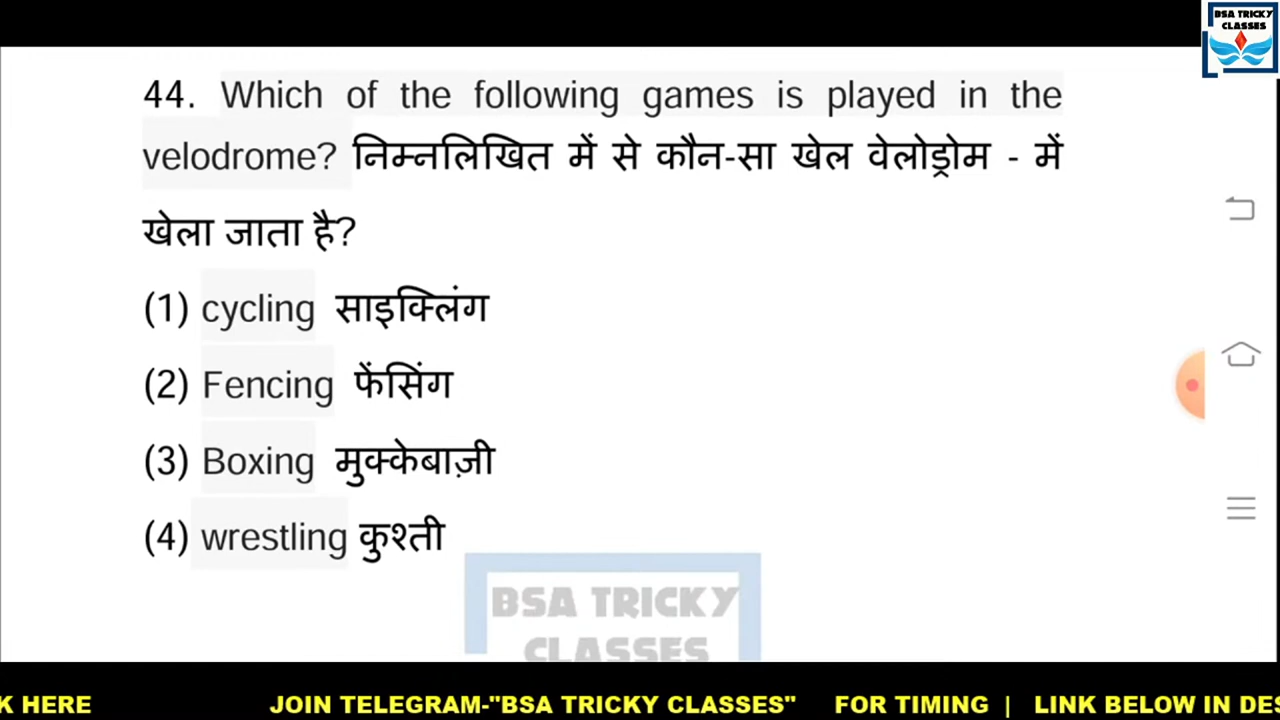 BSA TRICKY
CLASSES
44. Which of the following games is played in the
velodrome? निम्नलिखित में से कौन-सा खेल वेलोड्रोम - में
खेला जाता है?
(1) cycling साइक्लिंग
(2) Fencing फेंसिंग
(3) Boxing मुक्केबाज़ी
(4) wrestling कुश्ती
BSA TRICKY
CLASSES
K HERE JOIN TELEGRAM-"BSA TRICKY CLASSES" FOR TIMING | LINK BELOW IN DES